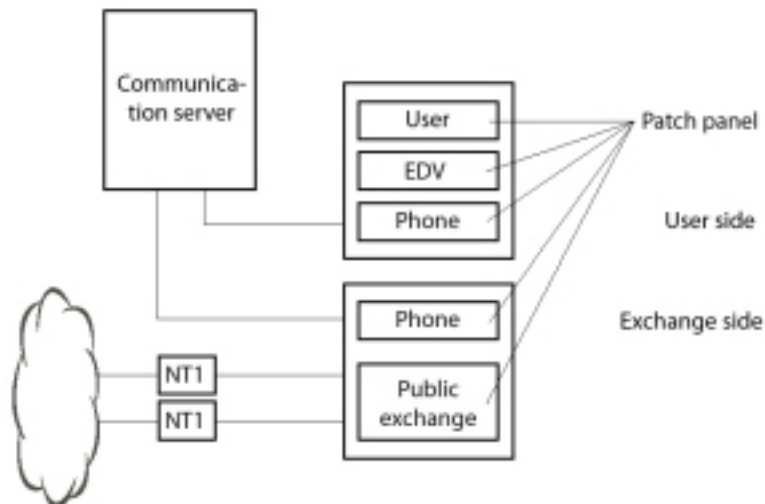 Communica-
tion server
User
Patch panel
EDV
Phone
User side
Phone
Exchange side
NT1
Public
exchange
NT1